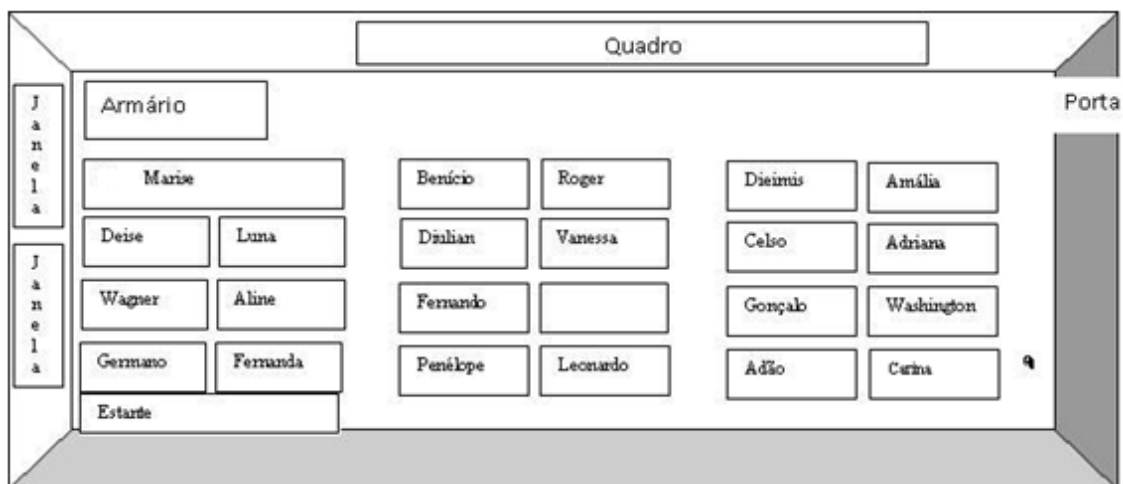 Quadro
Armário
Porta
Janela
Marise
Benício Roger
Dieimis Amália
Deise Luna
Diulian Vanessa
Celso Adriana
Janela
Wagner Aline
Fernando
Gonçalo Washington
Germano Fernanda
Penélope Leonardo
Adão Carina
Estante